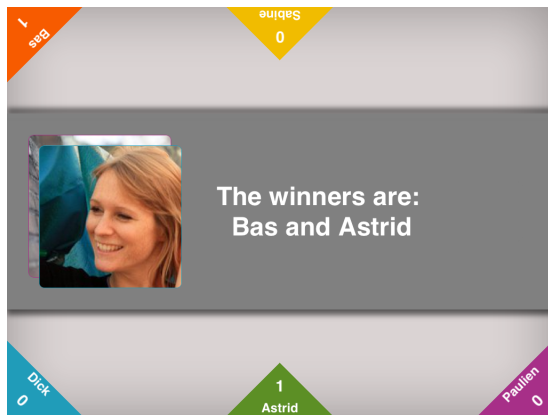 Bas
1
Sabine
0
The winners are:
Bas and Astrid
Dick
0
1
Astrid
Paulien
0